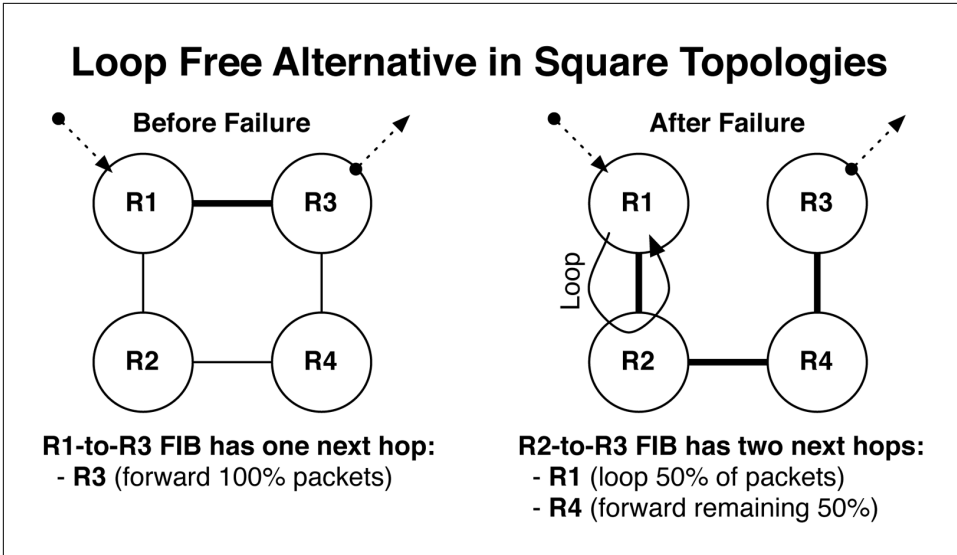 Loop Free Alternative in Square Topologies
Before Failure
R1
R3
R2
R4
R1-to-R3 FIB has one next hop:
- R3 (forward 100% packets)
After Failure
R1
R3
Loop
R2
R4
R2-to-R3 FIB has two next hops:
- R1 (loop 50% of packets)
- R4 (forward remaining 50%)